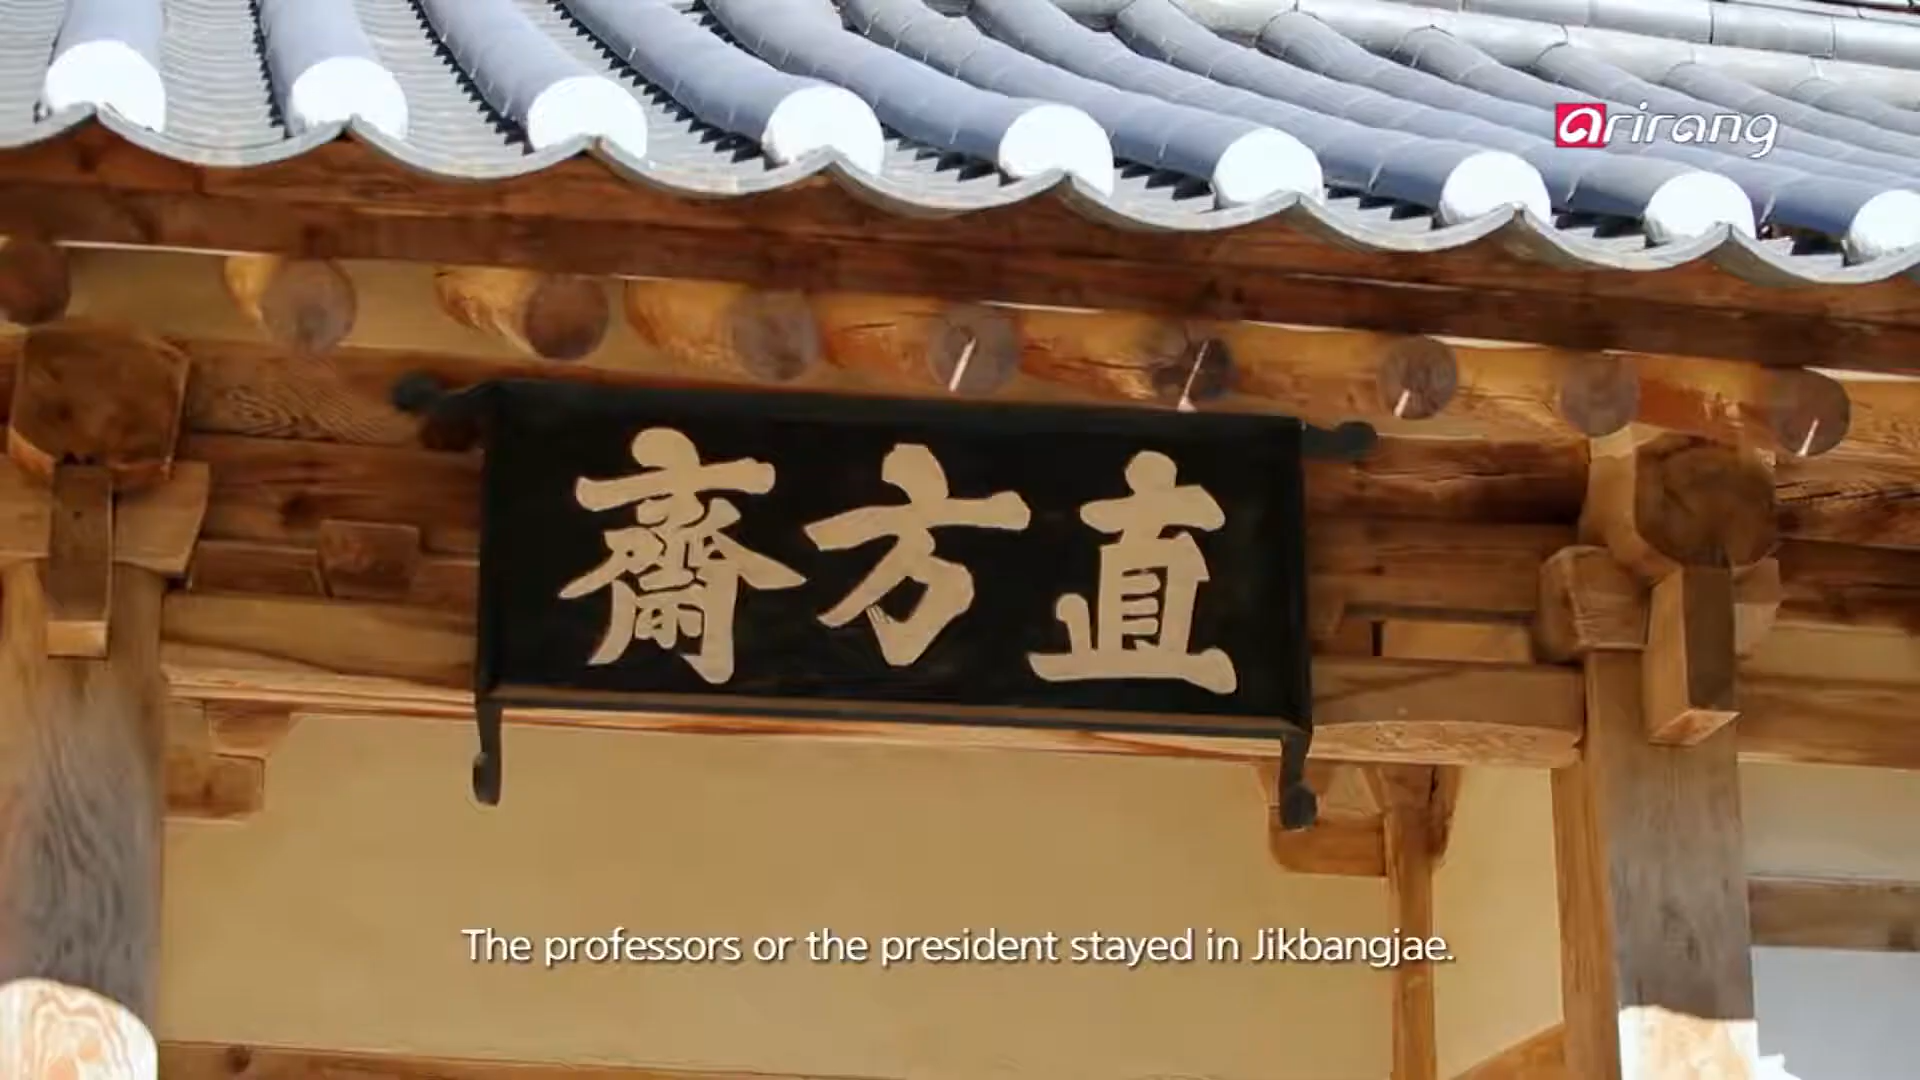 arirang
直方齋
The professors or the president stayed in Jikbangjae.